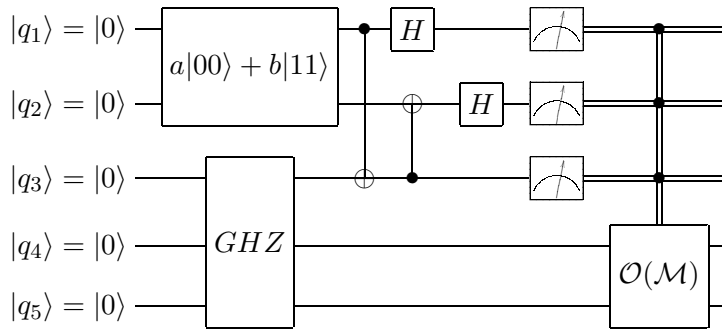 |q₁⟩ = |0⟩ a|00⟩ + b|11⟩ H
|q₂⟩ = |0⟩ H
|q₃⟩ = |0⟩
|q₄⟩ = |0⟩ GHZ 𝒪(ℳ)
|q₅⟩ = |0⟩